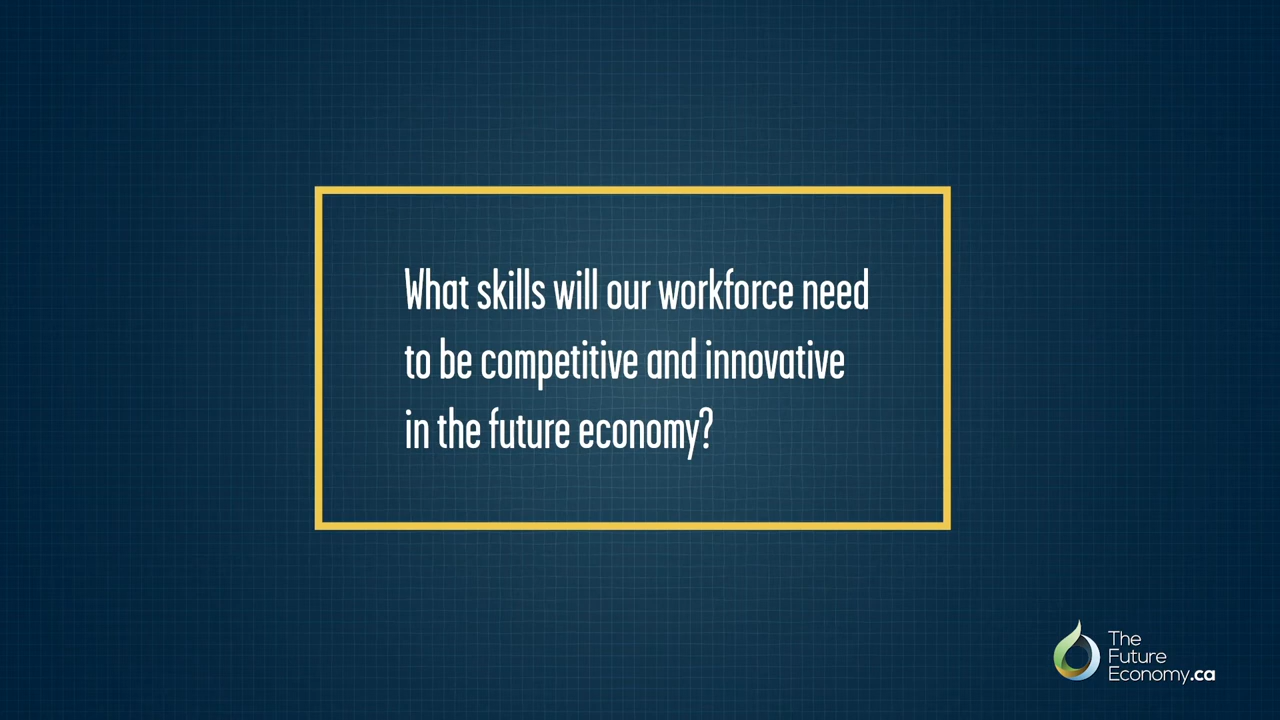 What skills will our workforce need
to be competitive and innovative
in the future economy?
The
Future
Economy.ca